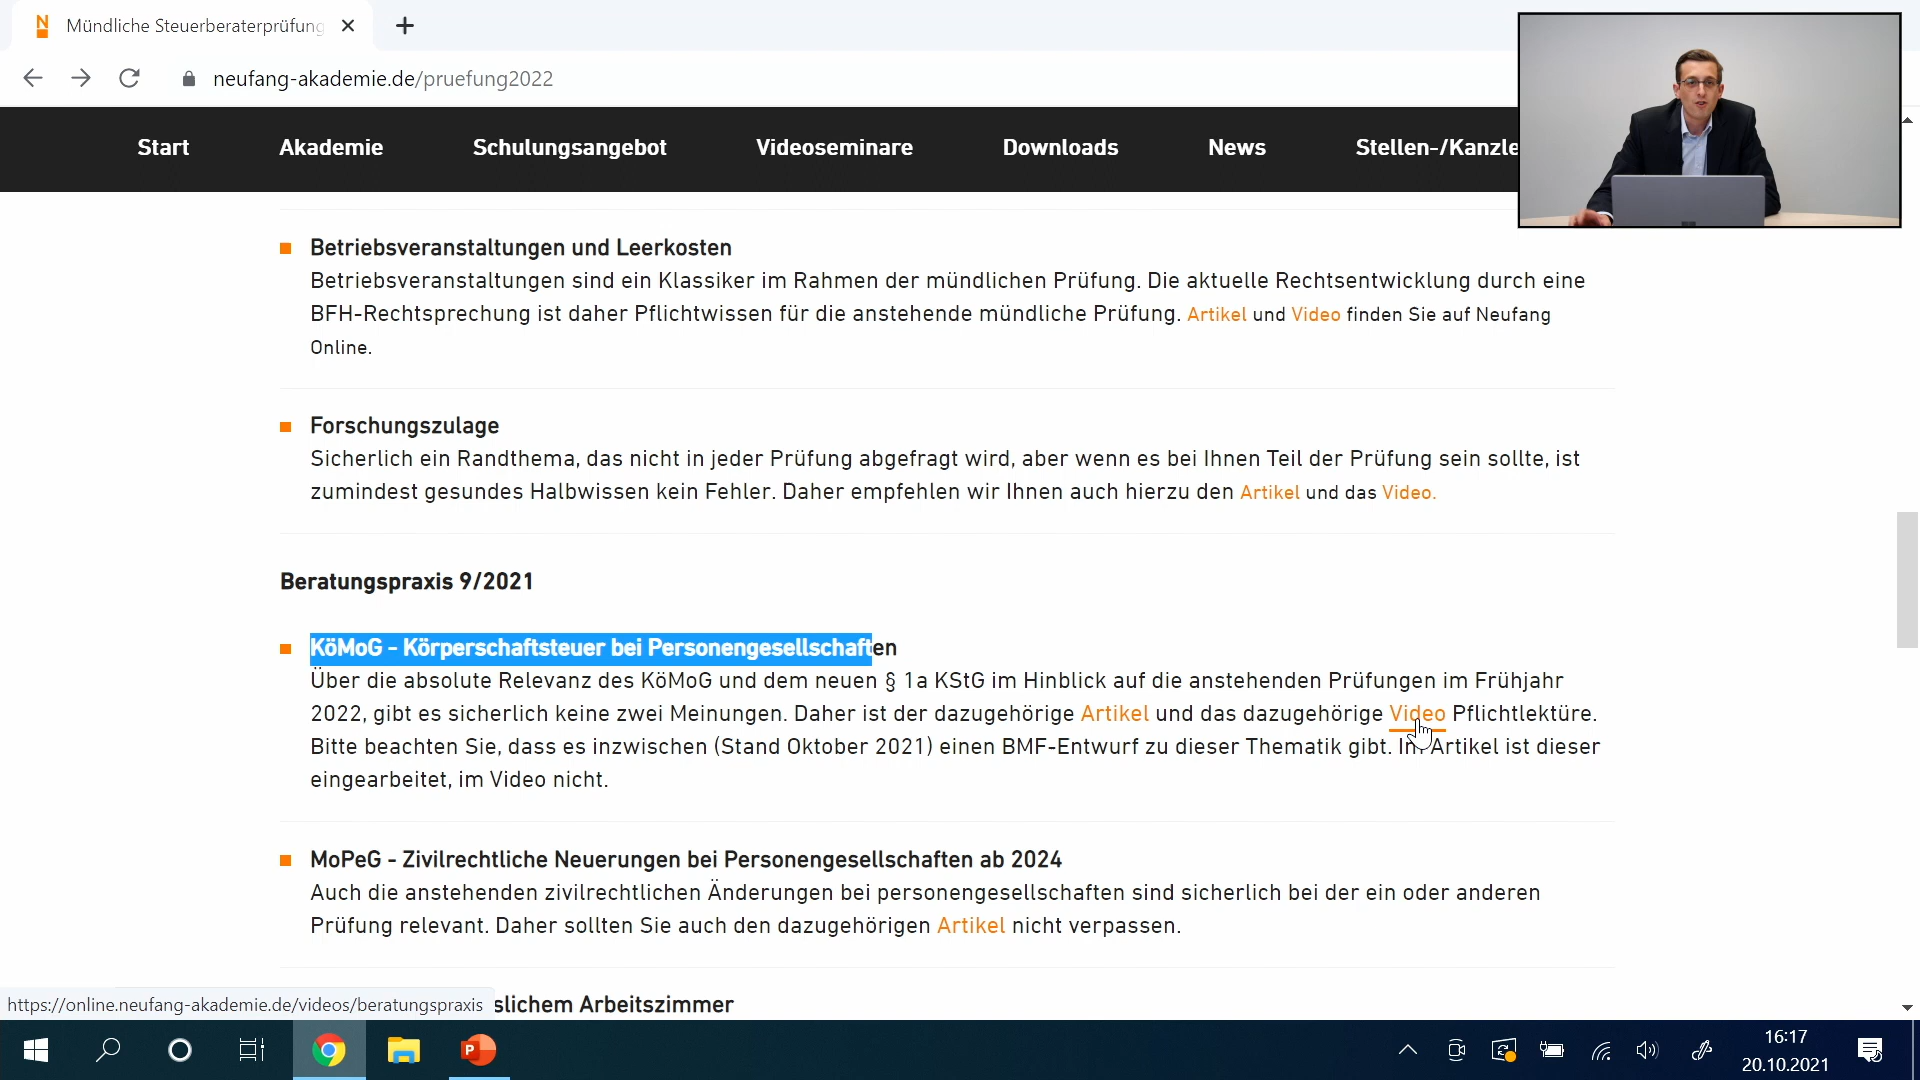 Mündliche Steuerberaterprüfung
neufang-akademie.de/pruefung2022
Start Akademie Schulungsangebot Videoseminare Downloads News Stellen-/Kanzle
Betriebsveranstaltungen und Leerkosten
Betriebsveranstaltungen sind ein Klassiker im Rahmen der mündlichen Prüfung. Die aktuelle Rechtsentwicklung durch eine
BFH-Rechtsprechung ist daher Pflichtwissen für die anstehende mündliche Prüfung. Artikel und Video finden Sie auf Neufang
Online.
Forschungszulage
Sicherlich ein Randthema, das nicht in jeder Prüfung abgefragt wird, aber wenn es bei Ihnen Teil der Prüfung sein sollte, ist
zumindest gesundes Halbwissen kein Fehler. Daher empfehlen wir Ihnen auch hierzu den Artikel und das Video.
Beratungspraxis 9/2021
KöMoG - Körperschaftsteuer bei Personengesellschaften
Über die absolute Relevanz des KöMoG und dem neuen § 1a KStG im Hinblick auf die anstehenden Prüfungen im Frühjahr
2022, gibt es sicherlich keine zwei Meinungen. Daher ist der dazugehörige Artikel und das dazugehörige Video Pflichtlektüre.
Bitte beachten Sie, dass es inzwischen (Stand Oktober 2021) einen BMF-Entwurf zu dieser Thematik gibt. Im Artikel ist dieser
eingearbeitet, im Video nicht.
MoPeG - Zivilrechtliche Neuerungen bei Personengesellschaften ab 2024
Auch die anstehenden zivilrechtlichen Änderungen bei personengesellschaften sind sicherlich bei der ein oder anderen
Prüfung relevant. Daher sollten Sie auch den dazugehörigen Artikel nicht verpassen.
https://online.neufang-akademie.de/videos/beratungspraxis slichem Arbeitszimmer
16:17
20.10.2021